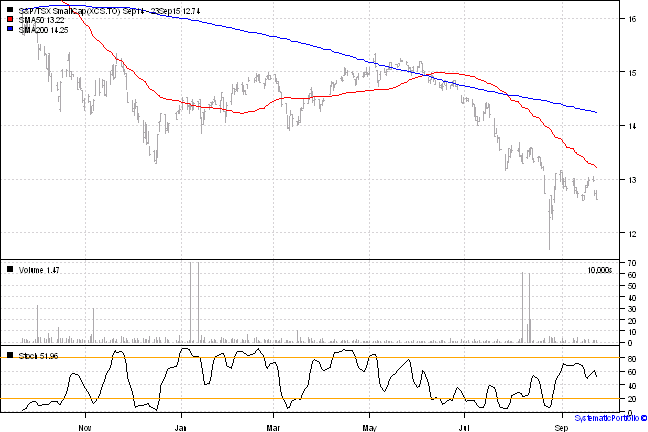 S&P/TSX SmallCap(XCS.TO) Sep14 - 23Sep15 12.74
SMA50 13.22
SMA200 14.25
16
15
14
13
12
Volume 1.47
10,000s
70
60
50
40
30
20
10
0
Stoch 51.96
80
60
40
20
0
Nov
Jan
Mar
May
Jul
Sep
SystematicPortfolio ©